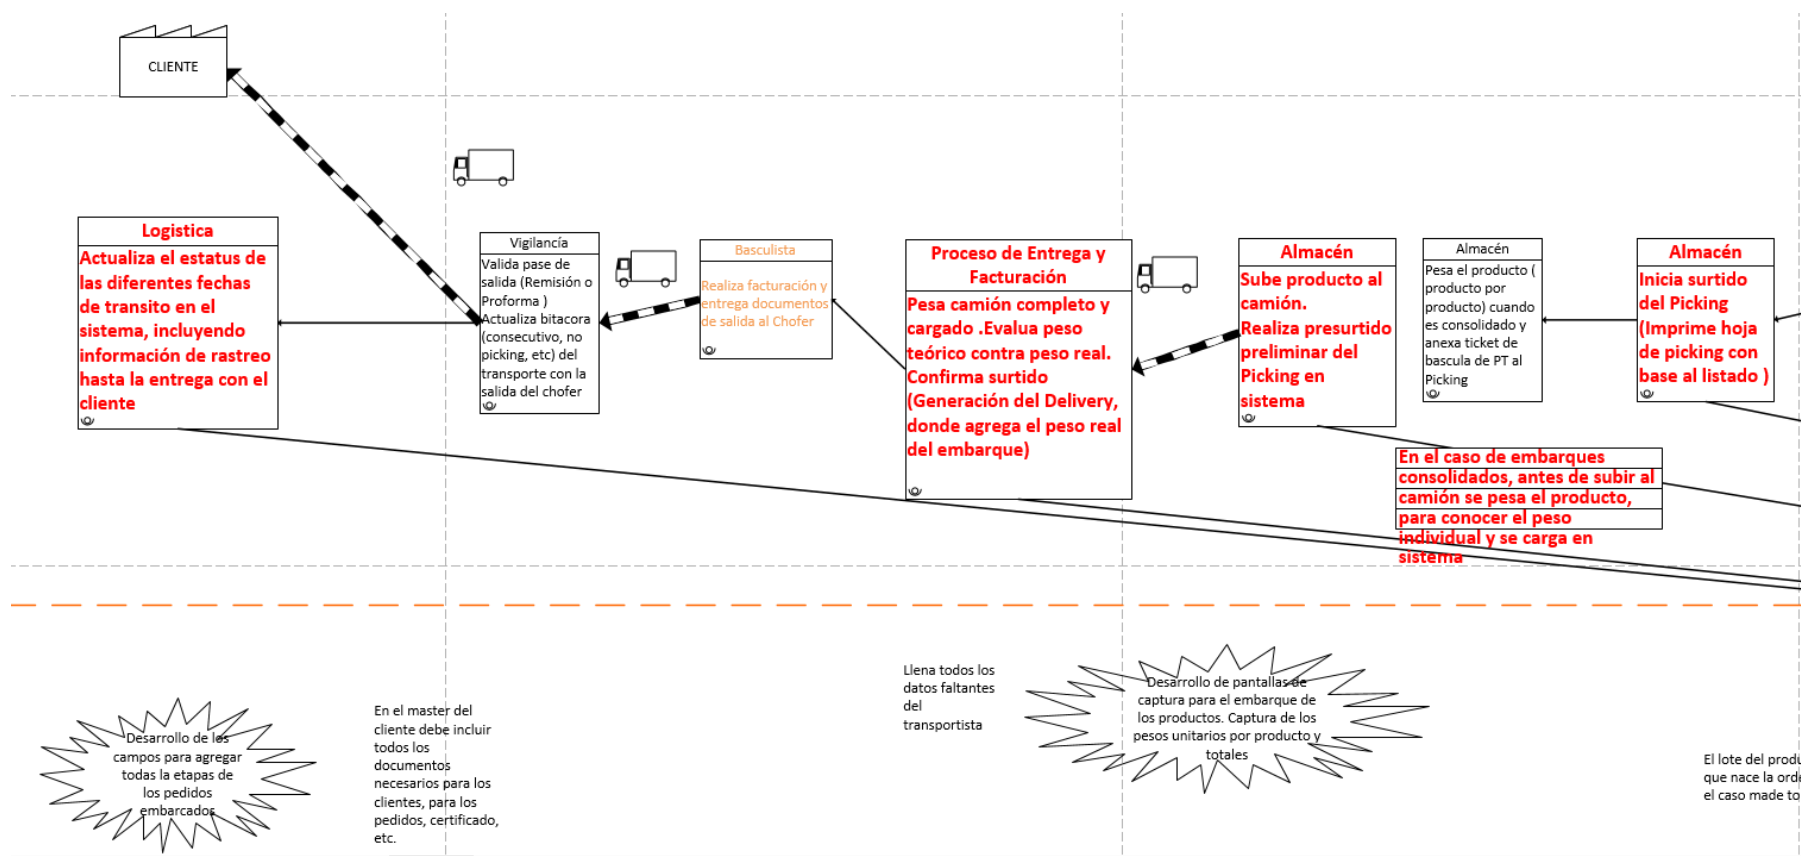 CLIENTE
Logistica
Actualiza el estatus de
las diferentes fechas
de transito en el
sistema, incluyendo
información de rastreo
hasta la entrega con el
cliente
Vigilancía
Valida pase de
salida (Remisión o
Proforma )
Actualiza bitacora
(consecutivo, no
picking, etc) del
transporte con la
salida del chofer
Basculista
Realiza facturación y
entrega documentos
de salida al Chofer
Proceso de Entrega y
Facturación
Pesa camión completo y
cargado .Evalua peso
teórico contra peso real.
Confirma surtido
(Generación del Delivery,
donde agrega el peso real
del embarque)
Almacén
Sube producto al
camión.
Realiza presurtido
preliminar del
Picking en
sistema
Almacén
Pesa el producto (
producto por
producto) cuando
es consolidado y
anexa ticket de
bascula de PT al
Picking
Almacén
Inicia surtido
del Picking
(Imprime hoja
de picking con
base al listado )
En el caso de embarques
consolidados, antes de subir al
camión se pesa el producto,
para conocer el peso
individual y se carga en
sistema
Desarrollo de los
campos para agregar
todas la etapas de
los pedidos
embarcados
En el master del
cliente debe incluir
todos los
documentos
necesarios para los
clientes, para los
pedidos, certificado,
etc.
Llena todos los
datos faltantes
del
transportista
Desarrollo de pantallas de
captura para el embarque de
los productos. Captura de los
pesos unitarios por producto y
totales
El lote del produ
que nace la orde
el caso made to